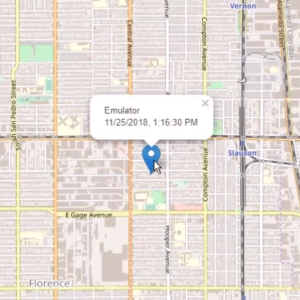 Vernon
Central Avenue
Compton Avenue
South San Pedro Street
Emulator
11/25/2018, 1:16:30 PM
×
Slauson
Compton Avenue
E Gage Avenue
Hooper Avenue
Florence